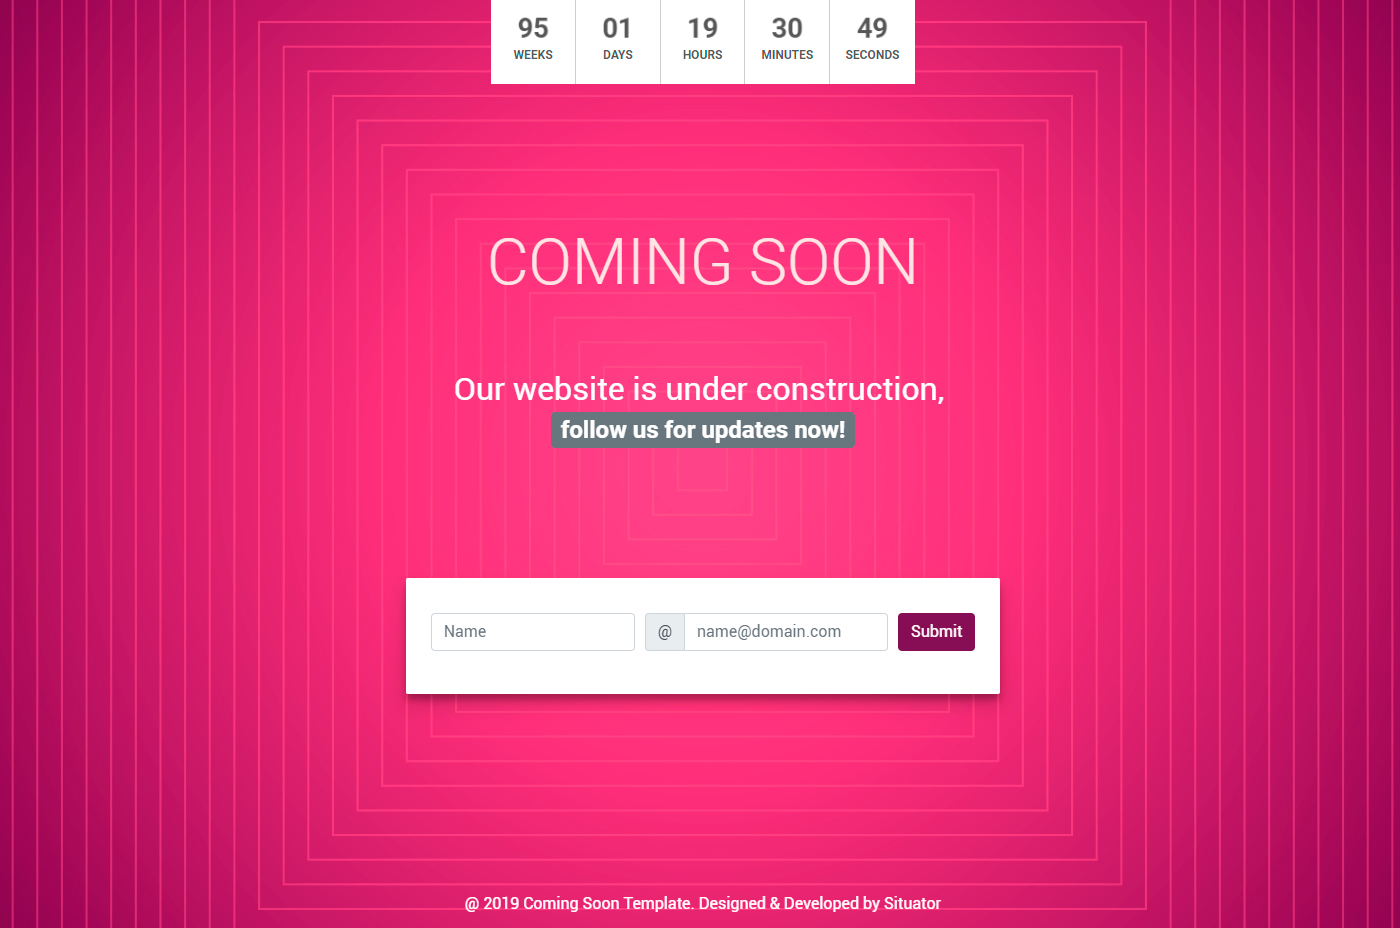 95 01 19 30 49
WEEKS DAYS HOURS MINUTES SECONDS
COMING SOON
Our website is under construction,
follow us for updates now!
Name @ name@domain.com Submit
@ 2019 Coming Soon Template. Designed & Developed by Situator